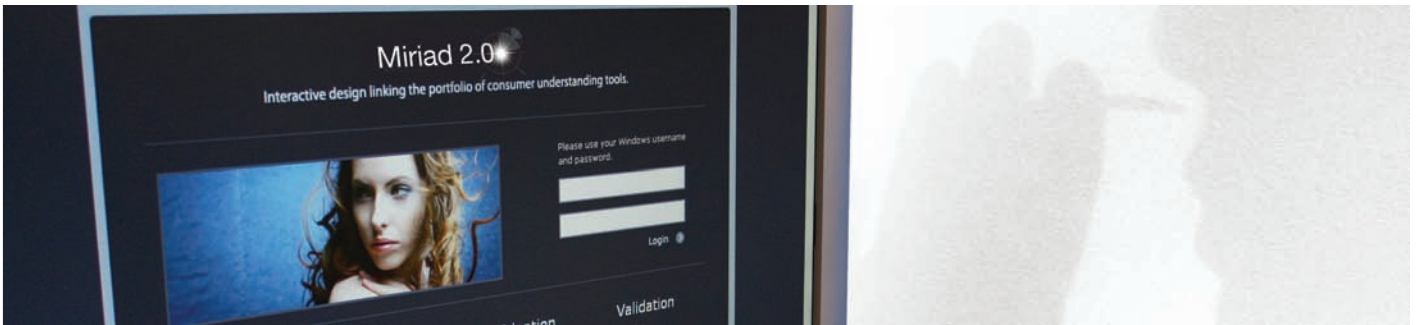 Miriad 2.0
Interactive design linking the portfolio of consumer understanding tools.
Please use your Windows username
and password.
Login
Validation